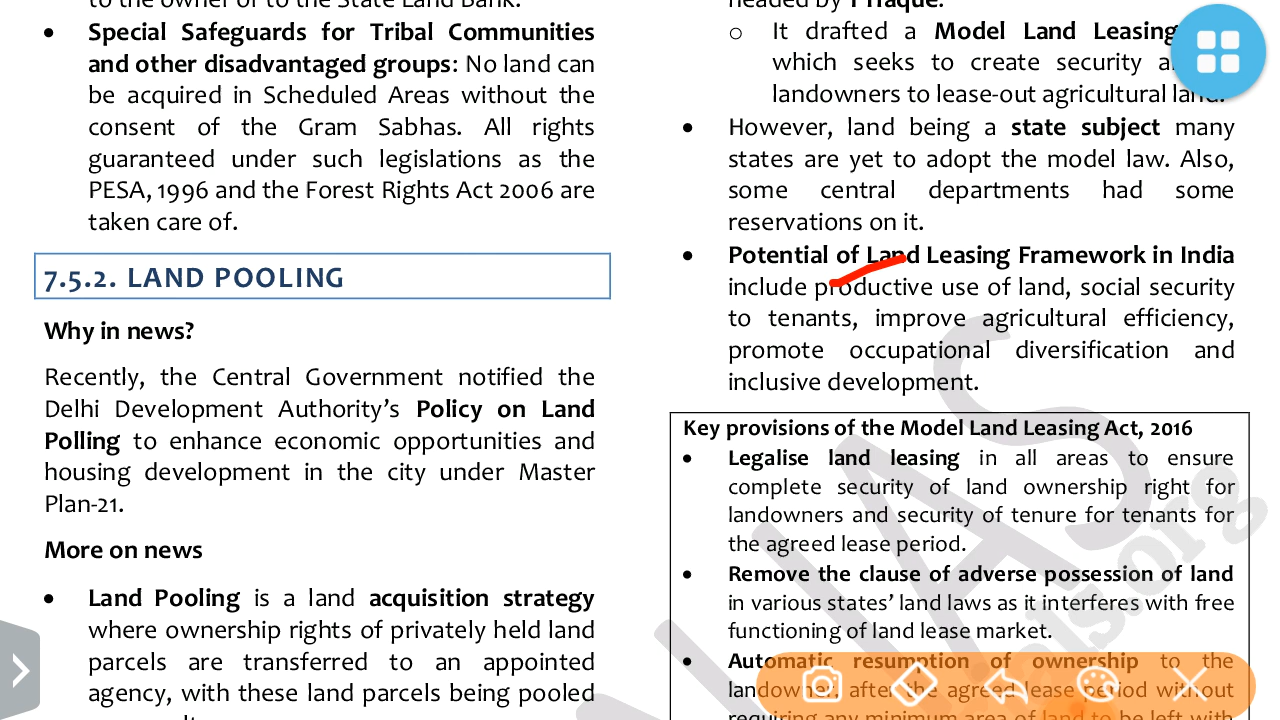 to the owner or to the State Land Bank.
• Special Safeguards for Tribal Communities
and other disadvantaged groups: No land can
be acquired in Scheduled Areas without the
consent of the Gram Sabhas. All rights
guaranteed under such legislations as the
PESA, 1996 and the Forest Rights Act 2006 are
taken care of.
7.5.2. LAND POOLING
Why in news?
Recently, the Central Government notified the
Delhi Development Authority's Policy on Land
Polling to enhance economic opportunities and
housing development in the city under Master
Plan-21.
More on news
• Land Pooling is a land acquisition strategy
where ownership rights of privately held land
parcels are transferred to an appointed
agency, with these land parcels being pooled
headed by T Haque.
o It drafted a Model Land Leasing
which seeks to create security
landowners to lease-out agricultural land.
• However, land being a state subject many
states are yet to adopt the model law. Also,
some central departments had some
reservations on it.
• Potential of Land Leasing Framework in India
include productive use of land, social security
to tenants, improve agricultural efficiency,
promote occupational diversification and
inclusive development.
Key provisions of the Model Land Leasing Act, 2016
• Legalise land leasing in all areas to ensure
complete security of land ownership right for
landowners and security of tenure for tenants for
the agreed lease period.
• Remove the clause of adverse possession of land
in various states' land laws as it interferes with free
functioning of land lease market.
• Automatic resumption of ownership to the
landowner, after the agreed lease period without
requiring any minimum area of land to be left with